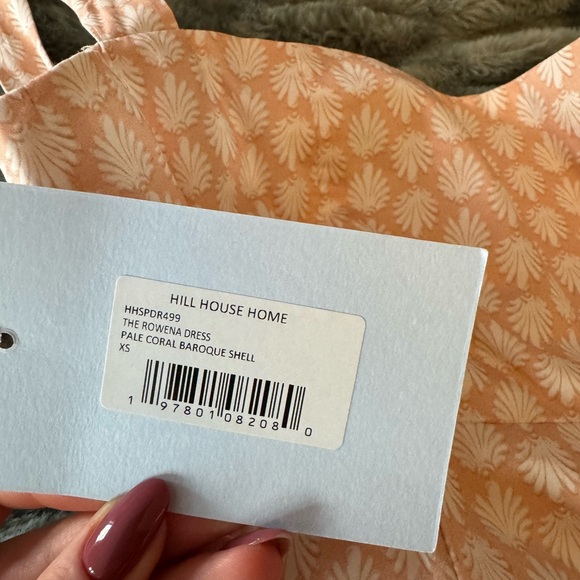 HILL HOUSE HOME
HHSPDR499
THE ROWENA DRESS
PALE CORAL BAROQUE SHELL
XS
1 97801 08208 0